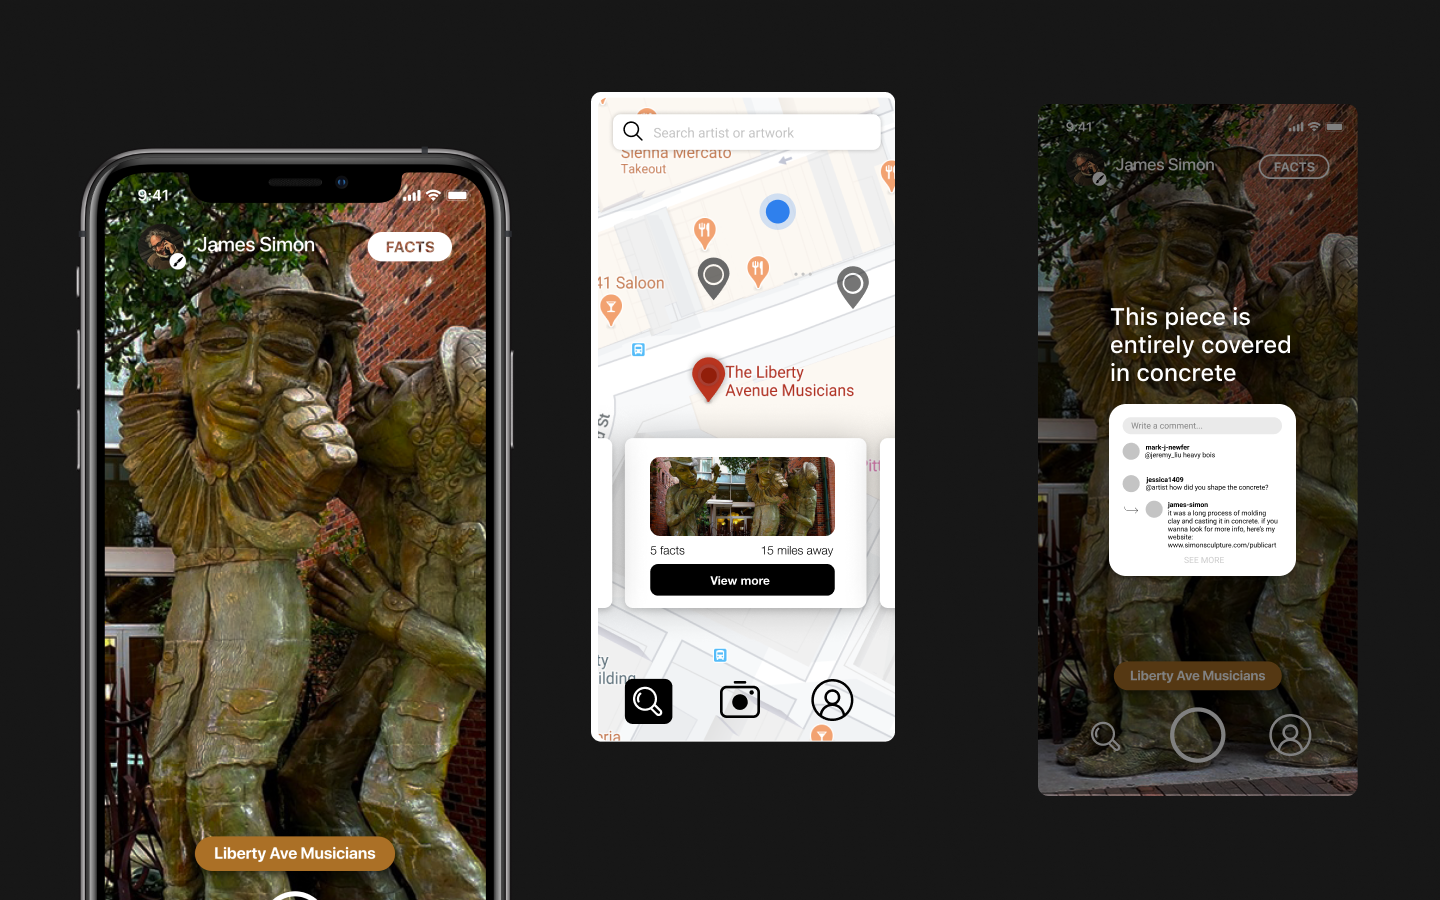 9:41
James Simon
FACTS
Liberty Ave Musicians
Search artist or artwork
Sienna Mercato
Takeout
41 Saloon
The Liberty
Avenue Musicians
St
5 facts
15 miles away
View more
9:41
James Simon
FACTS
This piece is
entirely covered
in concrete
Write a comment...
mark-j-newfer
@jeremy_liu heavy bois
jessica1409
@artist how did you shape the concrete?
james-simon
it was a long process of molding
clay and casting it in concrete. if you
wanna look for more info, here's my
website:
www.simonsculpture.com/publicart
SEE MORE
Liberty Ave Musicians